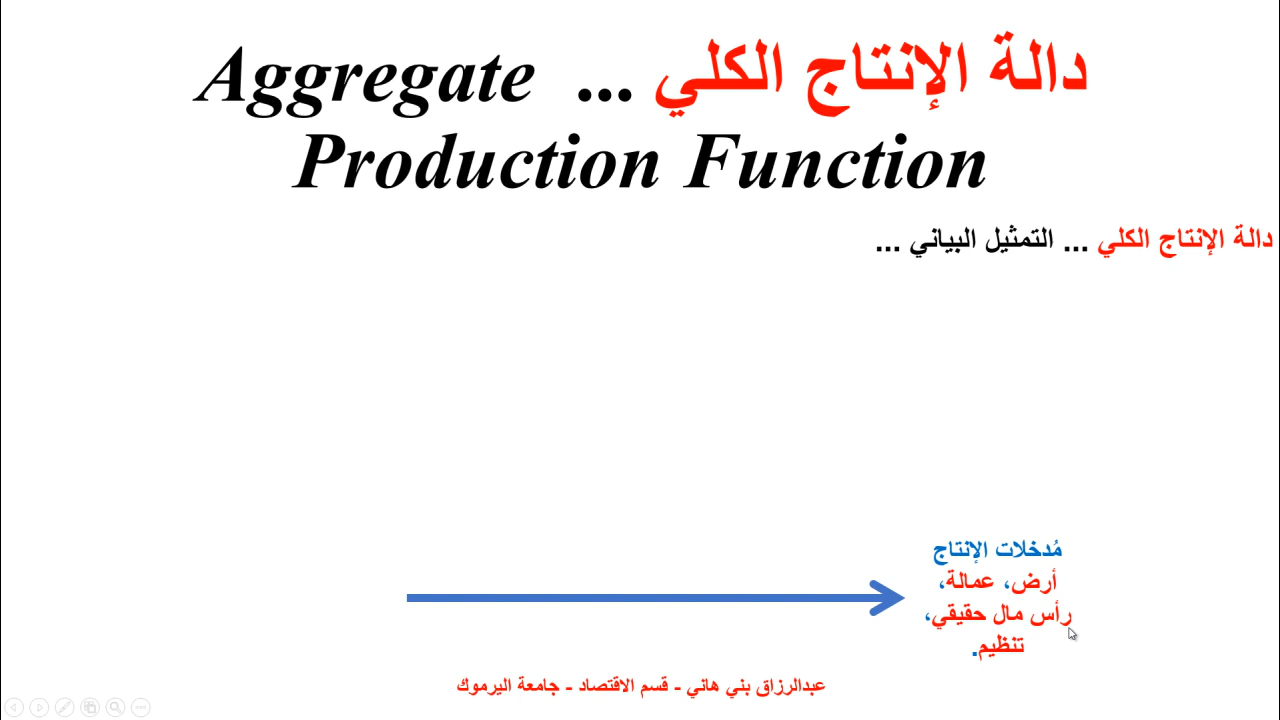 دالة الإنتاج الكلي ... Aggregate
Production Function
دالة الإنتاج الكلي ... التمثيل البياني ...
مُدخلات الإنتاج
أرض، عمالة،
رأس مال حقيقي،
تنظيم.
عبدالرزاق بني هاني - قسم الاقتصاد - جامعة اليرموك